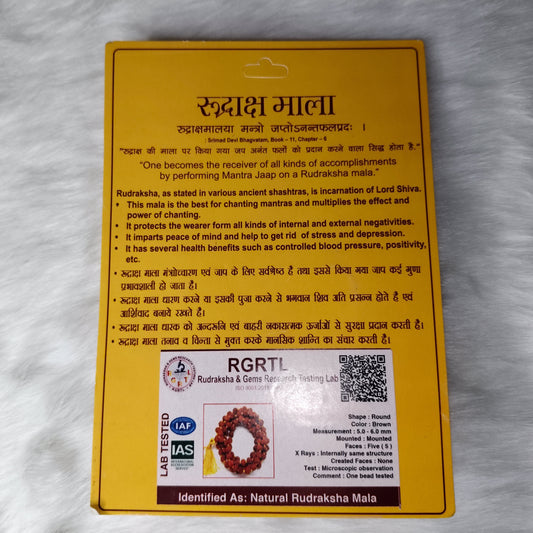 रूद्राक्ष माला
रुद्राक्षमालया मन्त्रो जप्तोऽनन्तफलप्रदः ।
: Srimad Devi Bhagvatam, Book – 11, Chapter – 6
"रुद्राक्ष की माला पर किया गया जप अनंत फलों को प्रदान करने वाला सिद्ध होता है."
"One becomes the receiver of all kinds of accomplishments
by performing Mantra Jaap on a Rudraksha mala."
Rudraksha, as stated in various ancient shashtras, is incarnation of Lord Shiva.
• This mala is the best for chanting mantras and multiplies the effect and
power of chanting.
• It protects the wearer form all kinds of internal and external negativities.
• It imparts peace of mind and help to get rid of stress and depression.
• It has several health benefits such as controlled blood pressure, positivity,
etc.
• रूद्राक्ष माला मंत्रोच्चारण एवं जाप के लिए सर्वश्रेष्ठ है तथा इससे किया गया जाप कई गुणा
प्रभावशाली हो जाता है।
• रूद्राक्ष माला धारण करने या इसकी पुजा करने से भगवान शिव अति प्रसन्न होते हैं एवं
आर्शिवाद बनाये रखते है।
• रूद्राक्ष माला धारक को अन्दरूनि एवं बाहरी नकारात्मक ऊर्जाओं से सुरक्षा प्रदान करती है।
• रूद्राक्ष माला तनाव व चिन्ता से मुक्त करके मानसिक शान्ति का संचार करती है।
RGRTL
Rudraksha & Gems Research Testing Lab
ISO 9001:2015
LAB TESTED
IAF
IAS
INTERNATIONAL
ACCREDITATION
SERVICE
Shape : Round
Color : Brown
Measurement : 5.0 - 6.0 mm
Mounted : Mounted
Faces : Five ( 5 )
X Rays : Internally same structure
Created Faces : None
Test : Microscopic observation
Comment : One bead tested
Identified As: Natural Rudraksha Mala